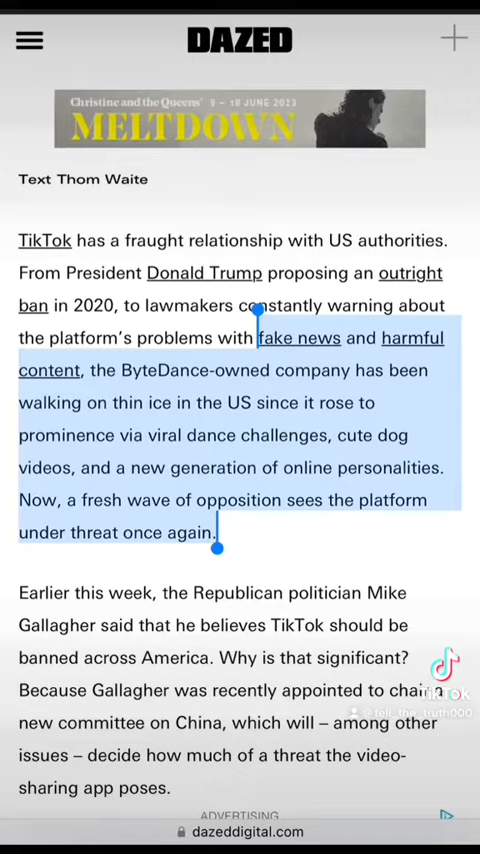 DAZED
Christine and the Queens' 9 – 18 JUNE 2023
MELTDOWN
Text Thom Waite
TikTok has a fraught relationship with US authorities.
From President Donald Trump proposing an outright
ban in 2020, to lawmakers constantly warning about
the platform's problems with fake news and harmful
content, the ByteDance-owned company has been
walking on thin ice in the US since it rose to
prominence via viral dance challenges, cute dog
videos, and a new generation of online personalities.
Now, a fresh wave of opposition sees the platform
under threat once again.
Earlier this week, the Republican politician Mike
Gallagher said that he believes TikTok should be
banned across America. Why is that significant?
Because Gallagher was recently appointed to chair a
new committee on China, which will – among other
issues – decide how much of a threat the video-
sharing app poses.
TikTok
@tell_the_truth000
ADVERTISING
dazeddigital.com